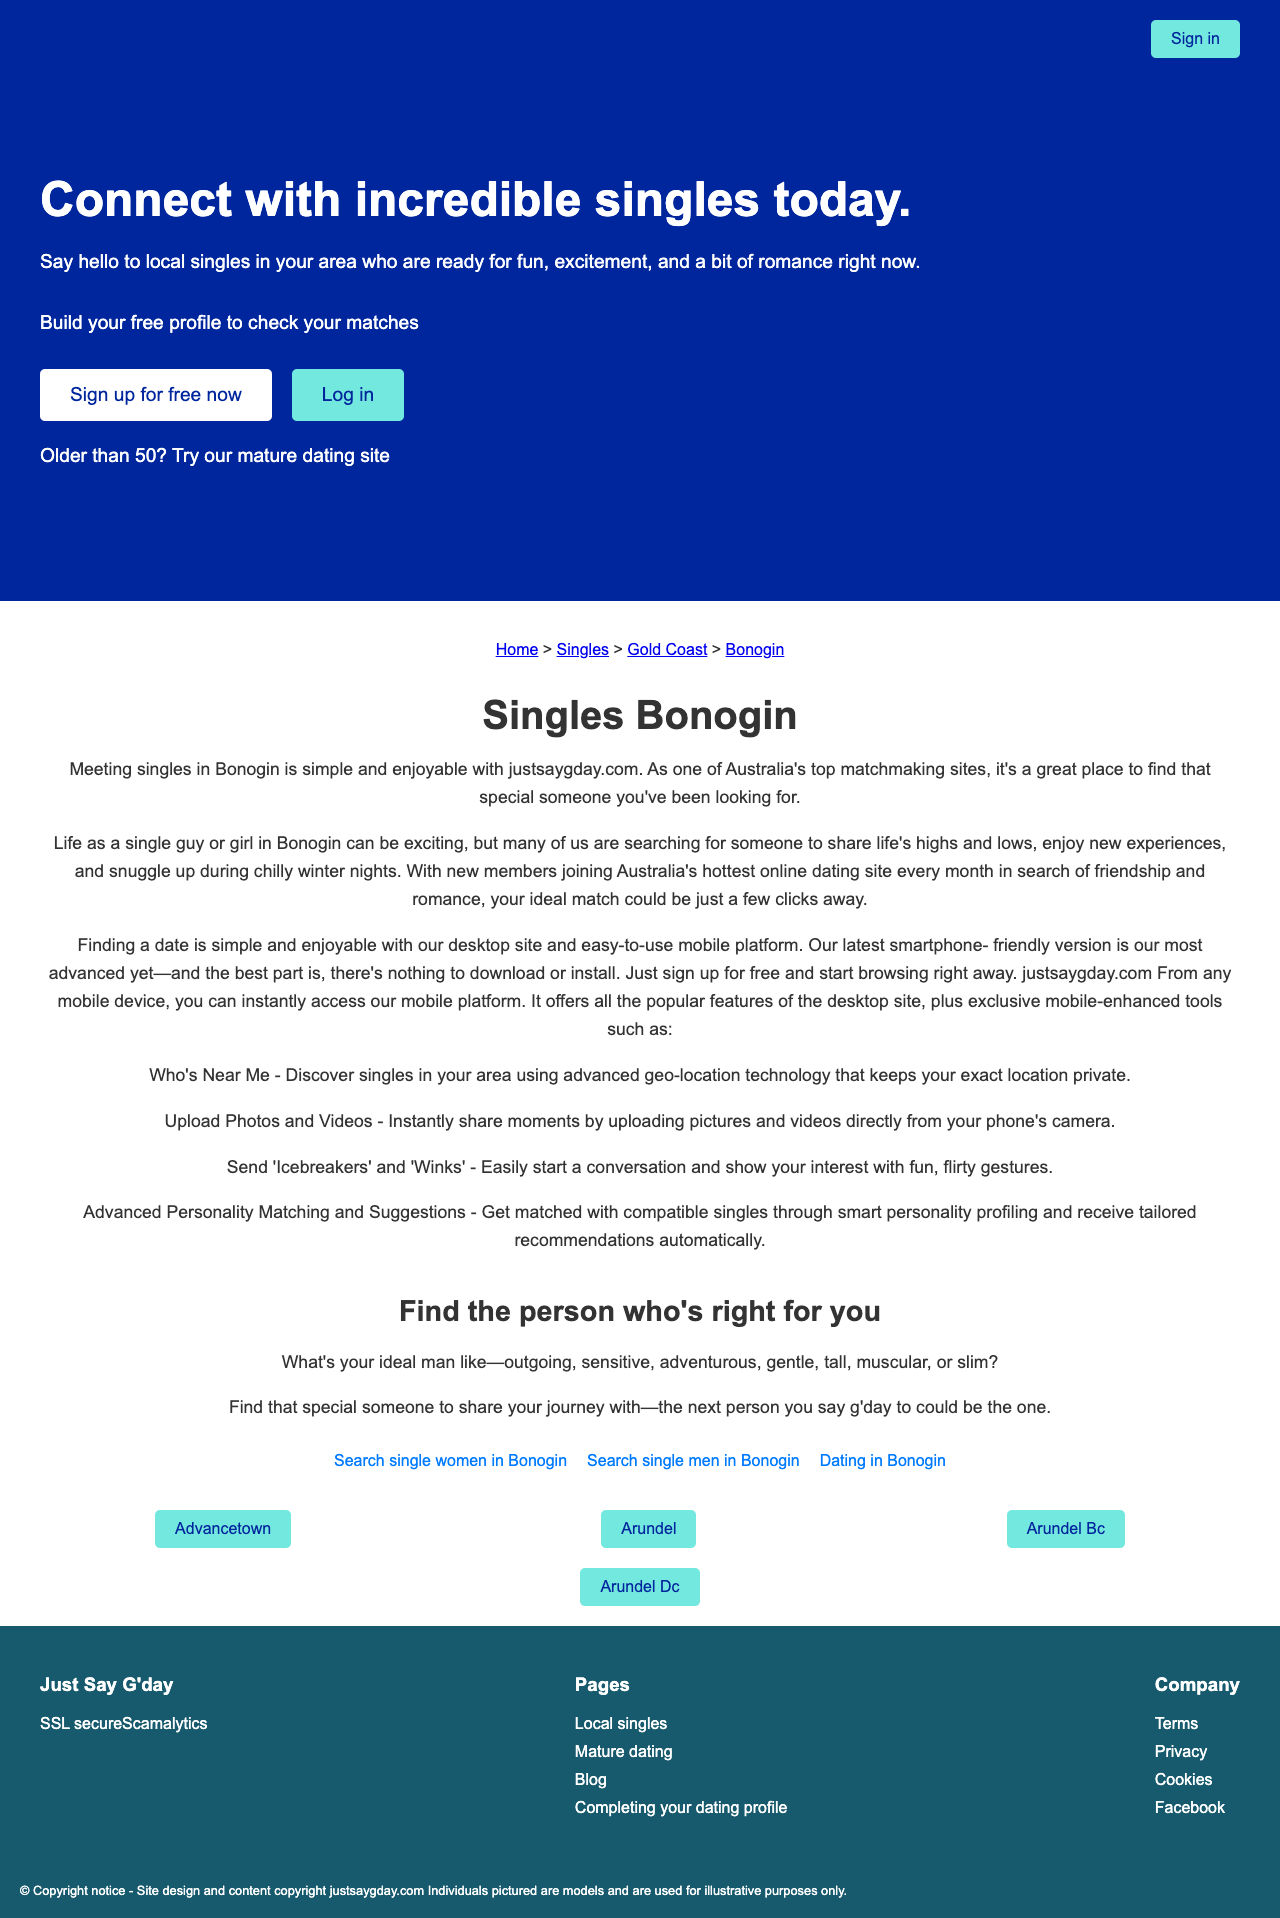 Sign in
Connect with incredible singles today.
Say hello to local singles in your area who are ready for fun, excitement, and a bit of romance right now.
Build your free profile to check your matches
Sign up for free now
Log in
Older than 50? Try our mature dating site
Home > Singles > Gold Coast > Bonogin
Singles Bonogin
Meeting singles in Bonogin is simple and enjoyable with justsaygday.com. As one of Australia's top matchmaking sites, it's a great place to find that
special someone you've been looking for.
Life as a single guy or girl in Bonogin can be exciting, but many of us are searching for someone to share life's highs and lows, enjoy new experiences,
and snuggle up during chilly winter nights. With new members joining Australia's hottest online dating site every month in search of friendship and
romance, your ideal match could be just a few clicks away.
Finding a date is simple and enjoyable with our desktop site and easy-to-use mobile platform. Our latest smartphone- friendly version is our most
advanced yet—and the best part is, there's nothing to download or install. Just sign up for free and start browsing right away. justsaygday.com From any
mobile device, you can instantly access our mobile platform. It offers all the popular features of the desktop site, plus exclusive mobile-enhanced tools
such as:
Who's Near Me - Discover singles in your area using advanced geo-location technology that keeps your exact location private.
Upload Photos and Videos - Instantly share moments by uploading pictures and videos directly from your phone's camera.
Send 'Icebreakers' and 'Winks' - Easily start a conversation and show your interest with fun, flirty gestures.
Advanced Personality Matching and Suggestions - Get matched with compatible singles through smart personality profiling and receive tailored
recommendations automatically.
Find the person who's right for you
What's your ideal man like—outgoing, sensitive, adventurous, gentle, tall, muscular, or slim?
Find that special someone to share your journey with—the next person you say g'day to could be the one.
Search single women in Bonogin
Search single men in Bonogin
Dating in Bonogin
Advancetown
Arundel
Arundel Bc
Arundel Dc
Just Say G'day
SSL secureScamalytics
Pages
Local singles
Mature dating
Blog
Completing your dating profile
Company
Terms
Privacy
Cookies
Facebook
© Copyright notice - Site design and content copyright justsaygday.com Individuals pictured are models and are used for illustrative purposes only.